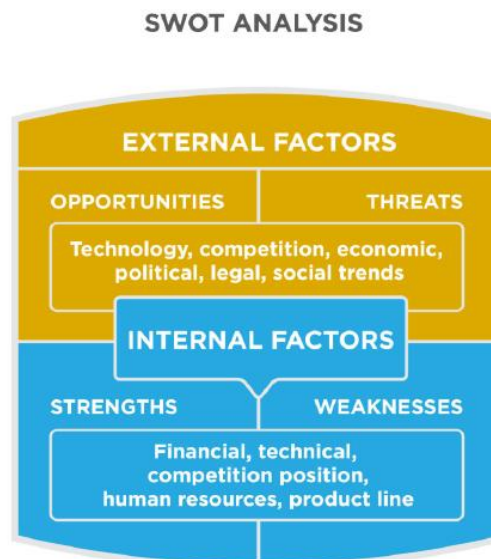 SWOT ANALYSIS
EXTERNAL FACTORS
OPPORTUNITIES
THREATS
Technology, competition, economic,
political, legal, social trends
INTERNAL FACTORS
STRENGTHS
WEAKNESSES
Financial, technical,
competition position,
human resources, product line